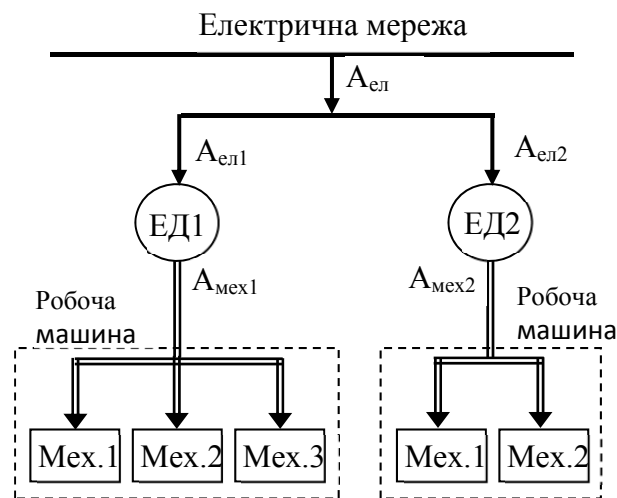 Електрична мережа
Aел
Aел1
Aел2
ЕД1
ЕД2
Aмех1
Aмех2
Робоча
машина
Робоча
машина
Мех.1
Мех.2
Мех.3
Мех.1
Мех.2